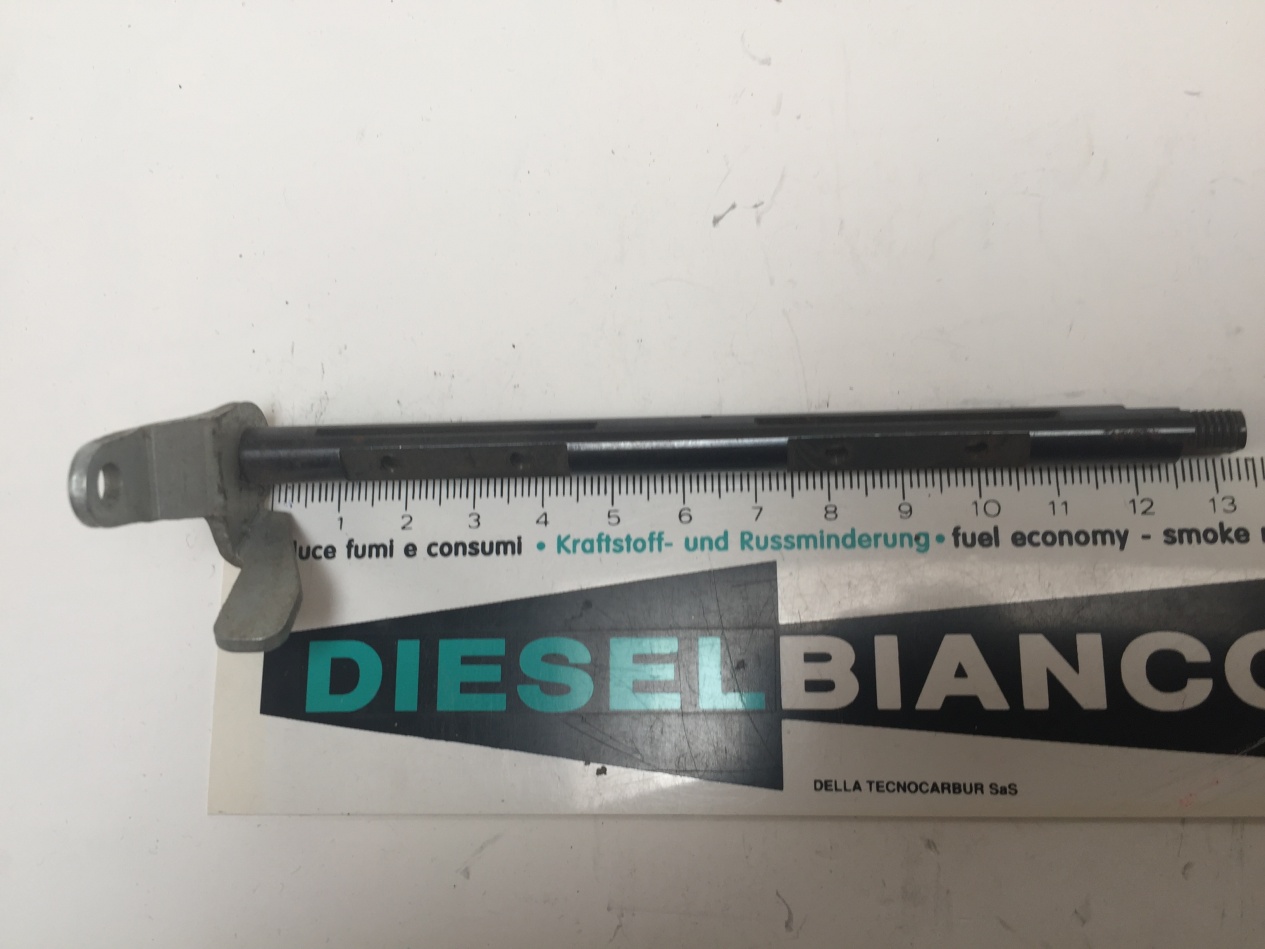 1 2 3 4 5 6 7 8 9 10 11 12 13
fumi e consumi • Kraftstoff- und Russminderung • fuel economy - smoke
DIESELBIANCO
DELLA TECNOCARBUR SaS